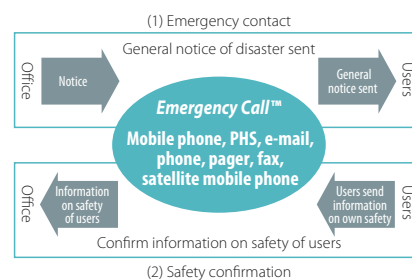 (1) Emergency contact
General notice of disaster sent
Office
Notice
General
notice sent
Users
Emergency Call™
Mobile phone, PHS, e-mail,
phone, pager, fax,
satellite mobile phone
Office
Information
on safety
of users
Users send
information
on own safety
Users
Confirm information on safety of users
(2) Safety confirmation